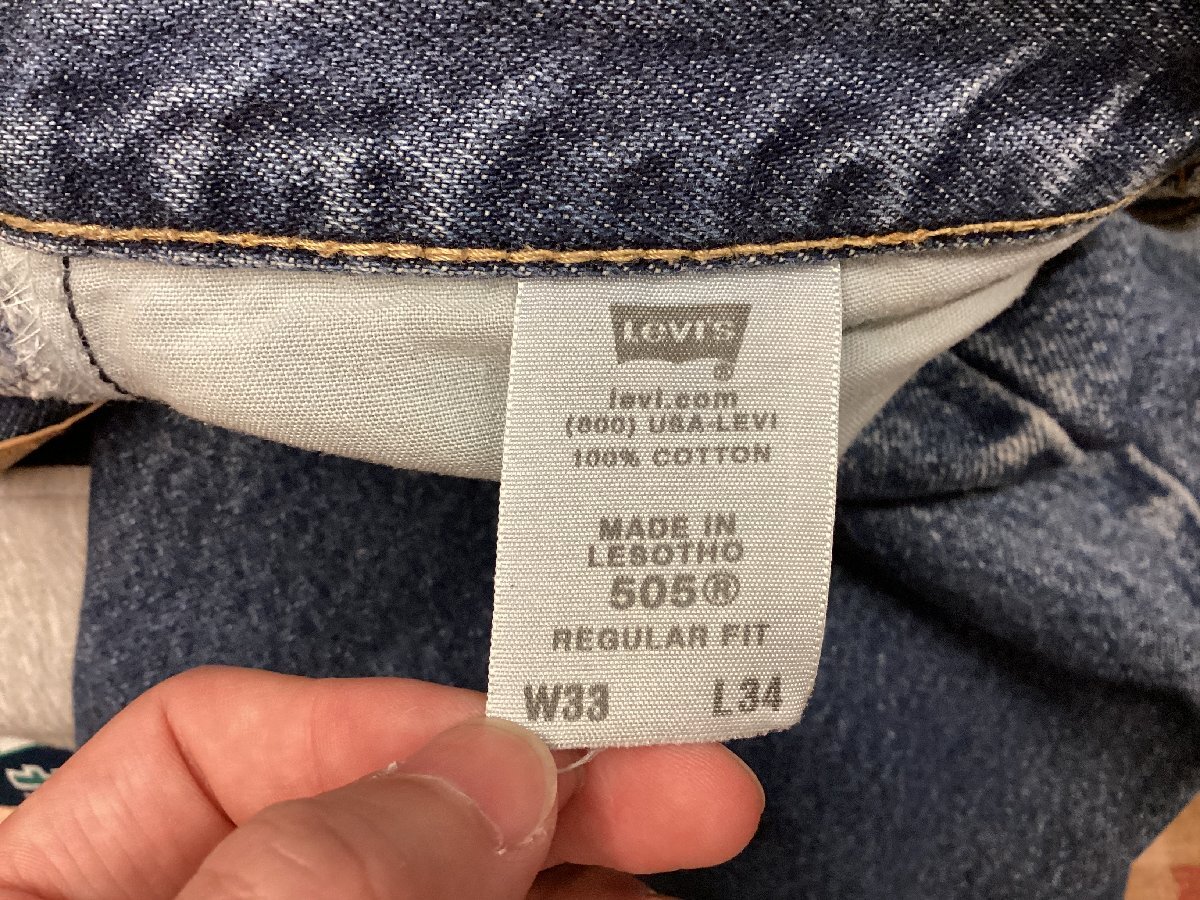 LEVI'S
®
levi.com
(800) USA-LEVI
100% COTTON
MADE IN
LESOTHO
505®
REGULAR FIT
W33 L34